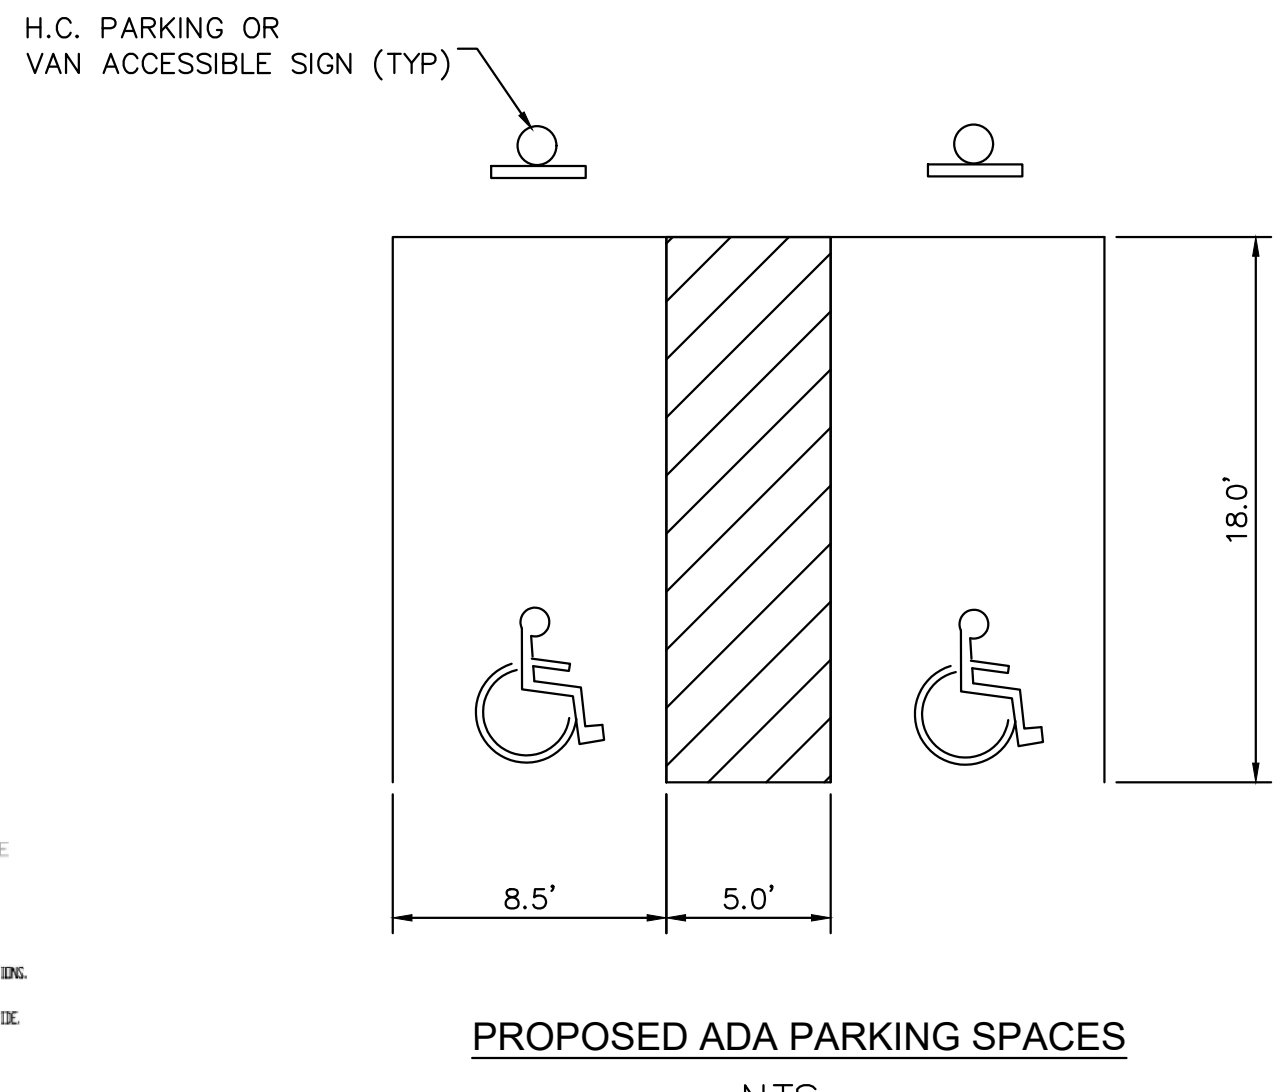 H.C. PARKING OR
VAN ACCESSIBLE SIGN (TYP)
18.0'
8.5'
5.0'
PROPOSED ADA PARKING SPACES